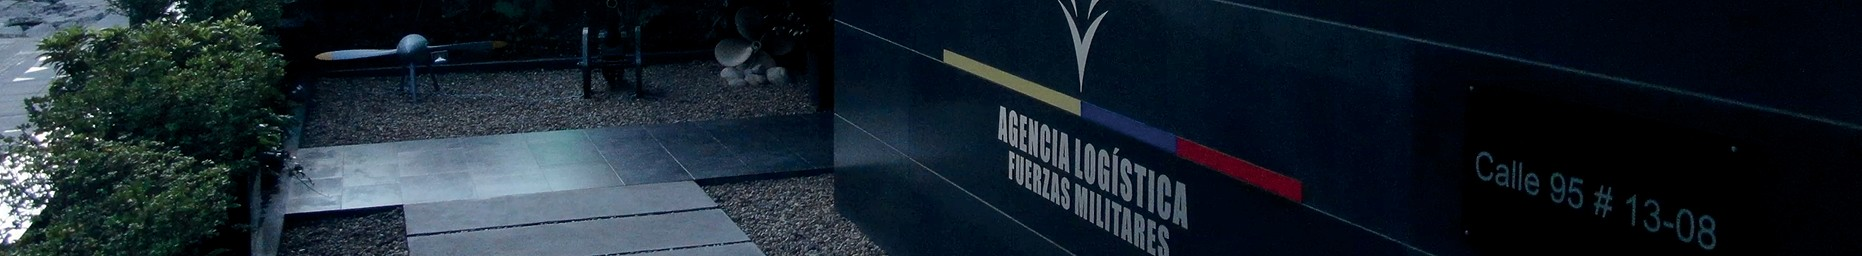 AGENCIA LOGÍSTICA
FUERZAS MILITARES
Calle 95 # 13-08